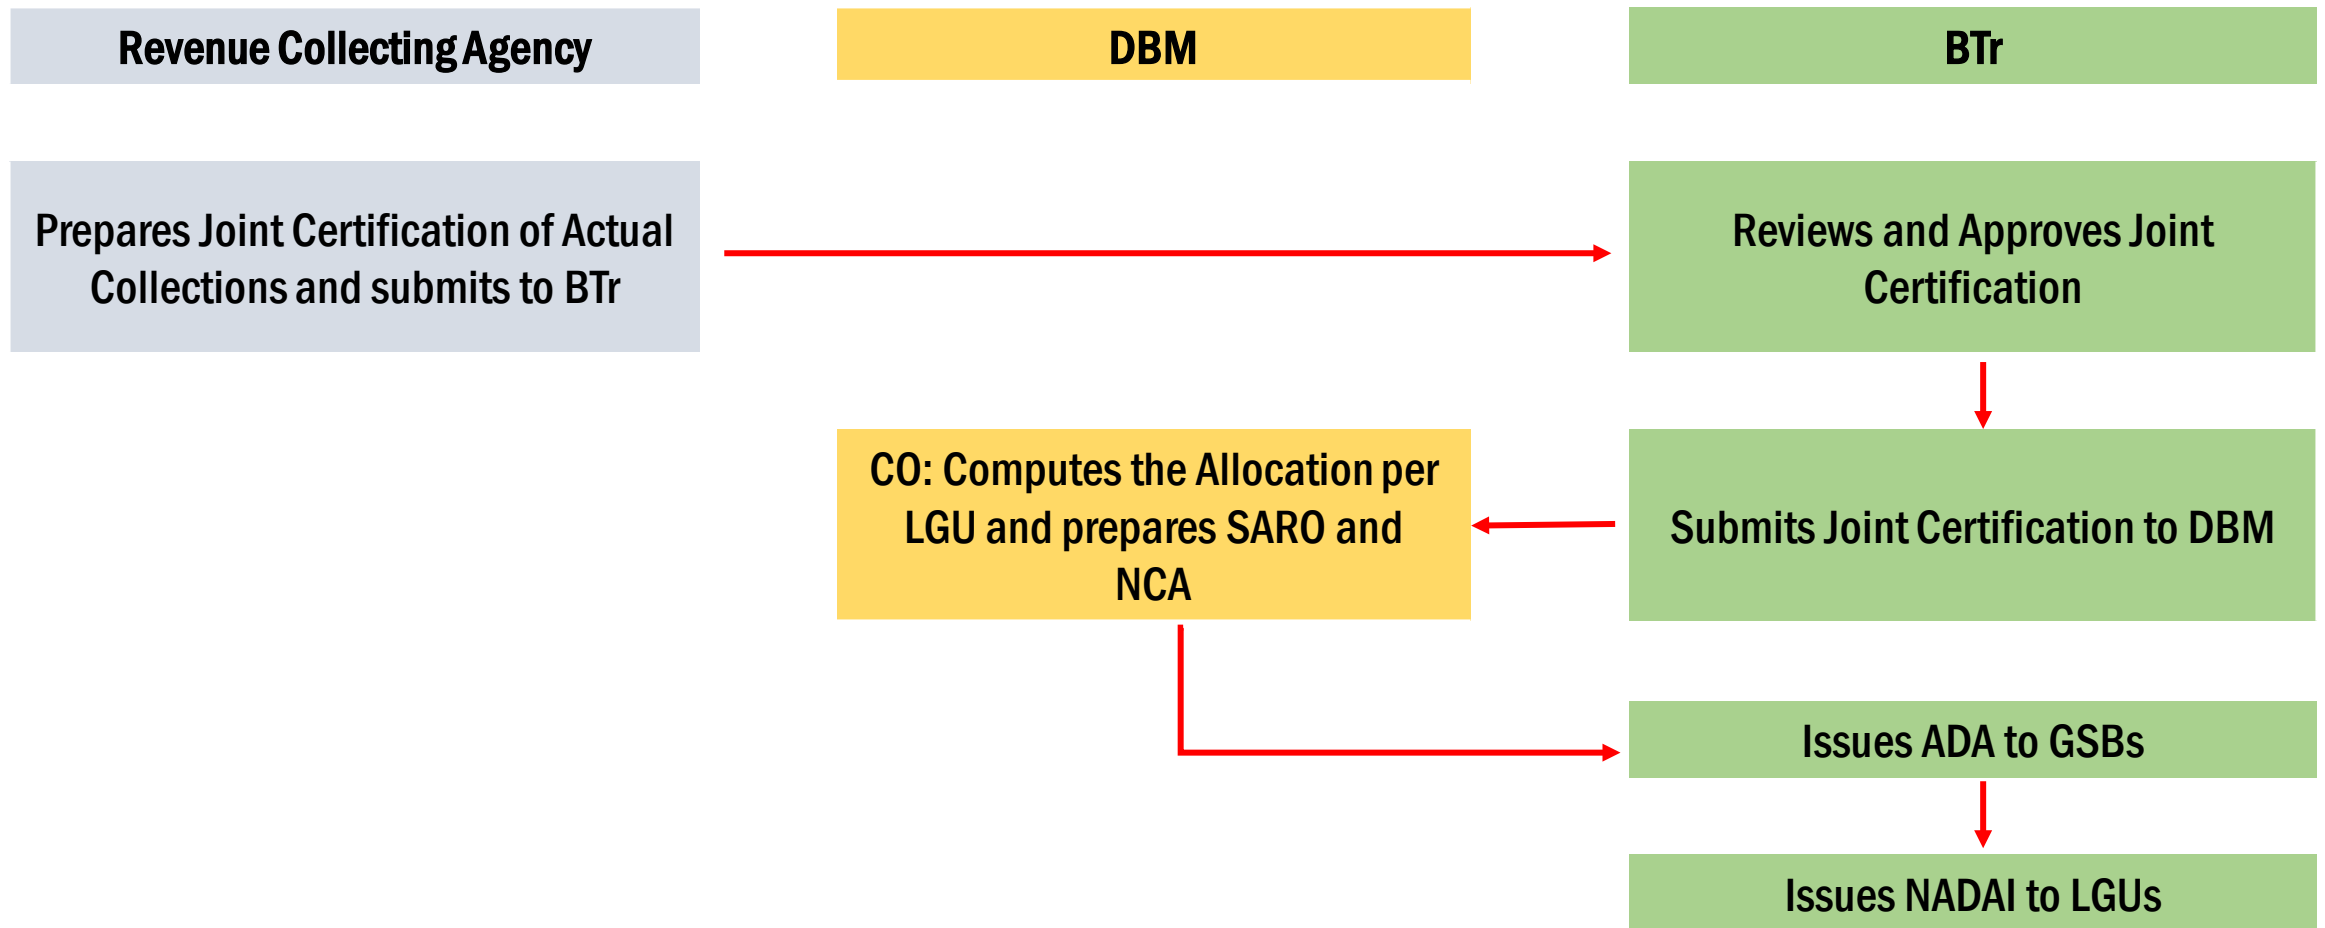 Revenue Collecting Agency
DBM
BTr
Prepares Joint Certification of Actual
Collections and submits to BTr
Reviews and Approves Joint
Certification
CO: Computes the Allocation per
LGU and prepares SARO and
NCA
Submits Joint Certification to DBM
Issues ADA to GSBs
Issues NADAI to LGUs